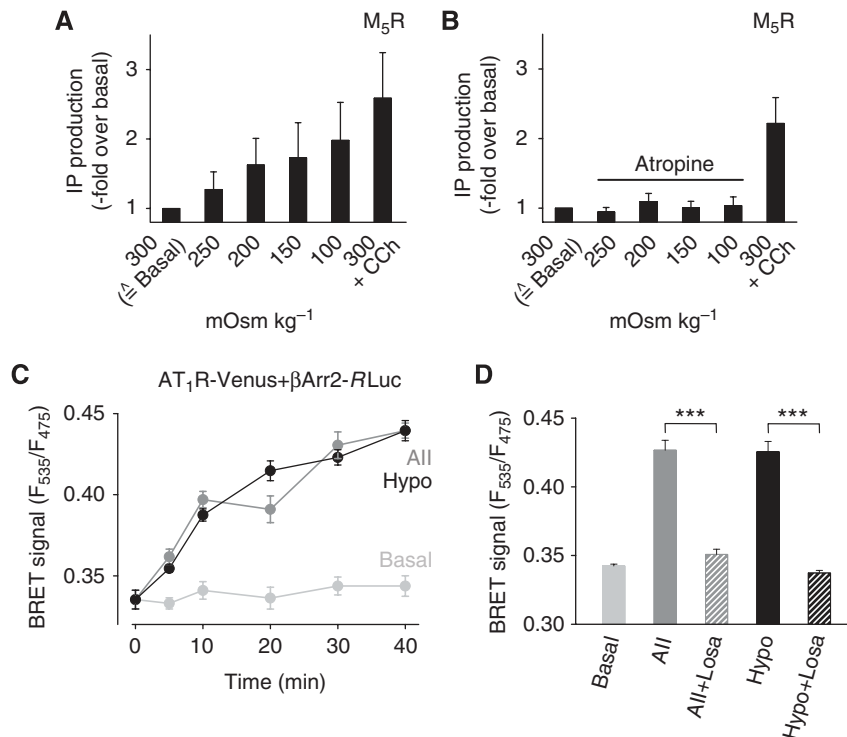 A
M₅R
IP production
(-fold over basal)
3
2
1
300
(≙ Basal)
250
200
150
100
300
+ CCh
mOsm kg⁻¹
B
M₅R
IP production
(-fold over basal)
3
2
1
Atropine
300
(≙ Basal)
250
200
150
100
300
+ CCh
mOsm kg⁻¹
C
AT₁R-Venus+βArr2-RLuc
BRET signal (F₅₃₅/F₄₇₅)
0.45
0.40
0.35
AII
Hypo
Basal
0 10 20 30 40
Time (min)
D
BRET signal (F₅₃₅/F₄₇₅)
0.45
0.40
0.35
0.30
*** ***
Basal
AII
AII+Losa
Hypo
Hypo+Losa